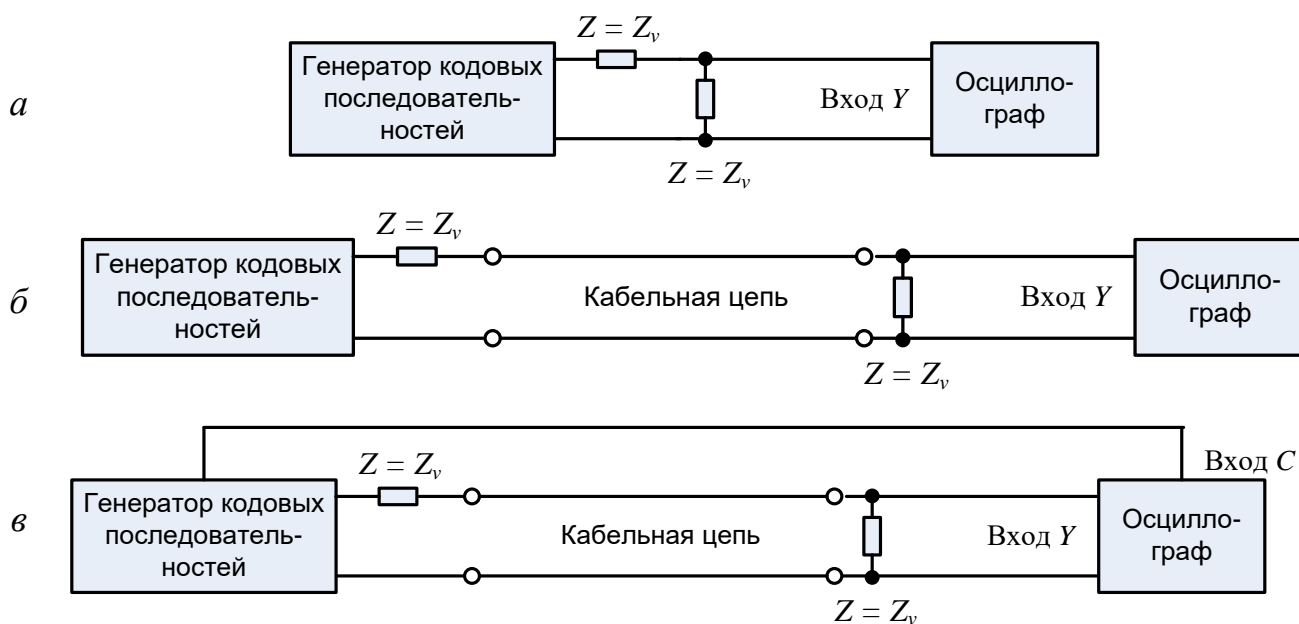 Z = Zv
Генератор кодовых
последователь-
ностей
Вход Y
Осцилло-
граф
а
Z = Zv
Z = Zv
Генератор кодовых
последователь-
ностей
Кабельная цепь
Вход Y
Осцилло-
граф
б
Z = Zv
Вход C
Z = Zv
Генератор кодовых
последователь-
ностей
Кабельная цепь
Вход Y
Осцилло-
граф
в
Z = Zv